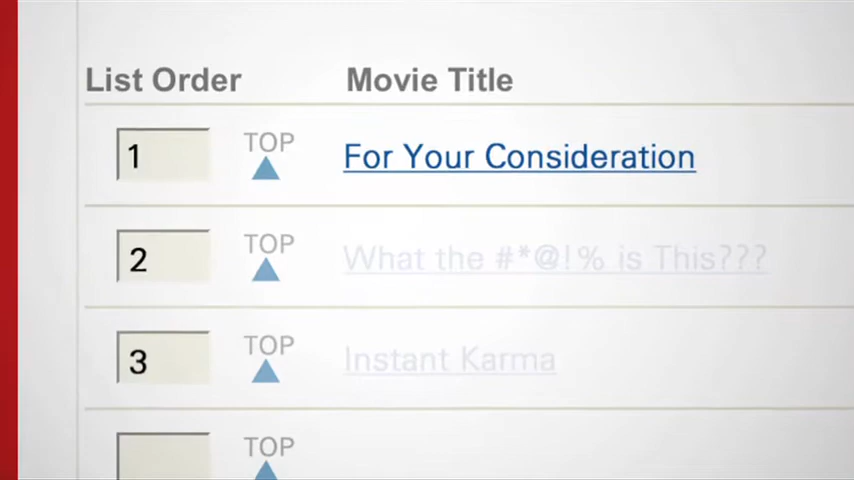 List Order Movie Title
1 TOP For Your Consideration
2 TOP What the #*@!% is This???
3 TOP Instant Karma
TOP